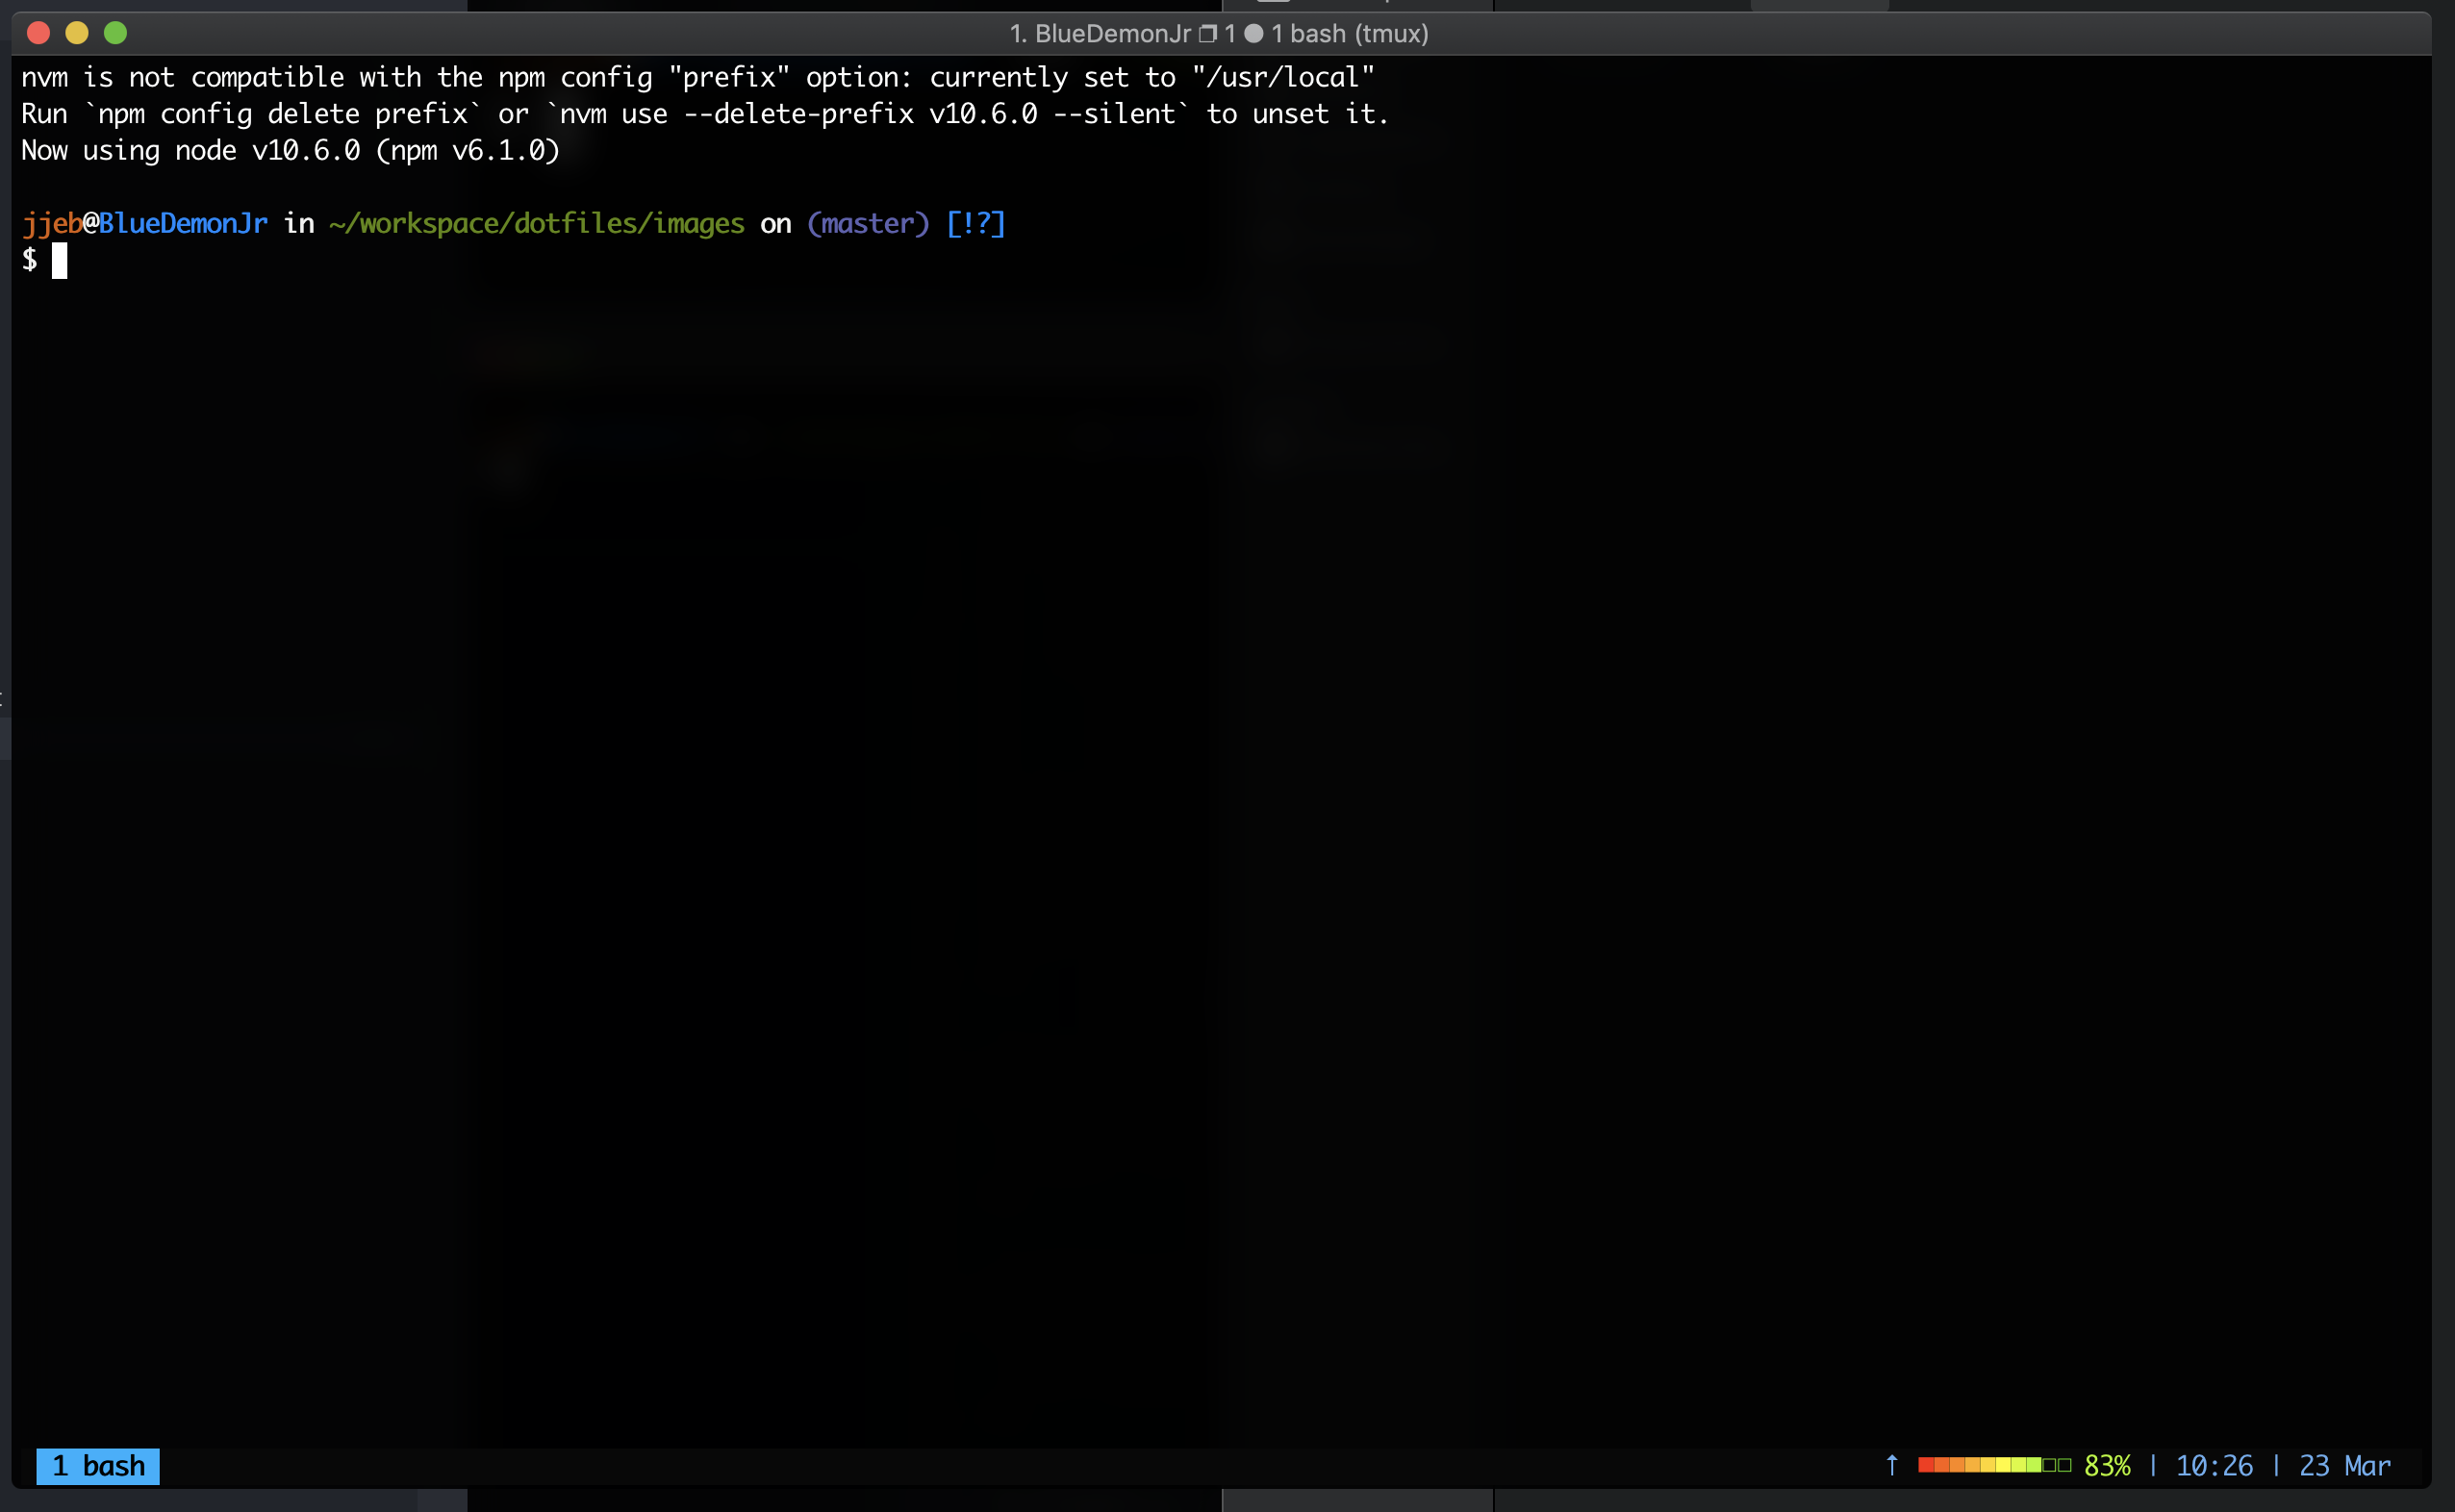 1. BlueDemonJr ❐ 1 ● 1 bash (tmux)
nvm is not compatible with the npm config "prefix" option: currently set to "/usr/local"
Run `npm config delete prefix` or `nvm use --delete-prefix v10.6.0 --silent` to unset it.
Now using node v10.6.0 (npm v6.1.0)
jjeb@BlueDemonJr in ~/workspace/dotfiles/images on (master) [!?]
$
1 bash ↑ 83% | 10:26 | 23 Mar